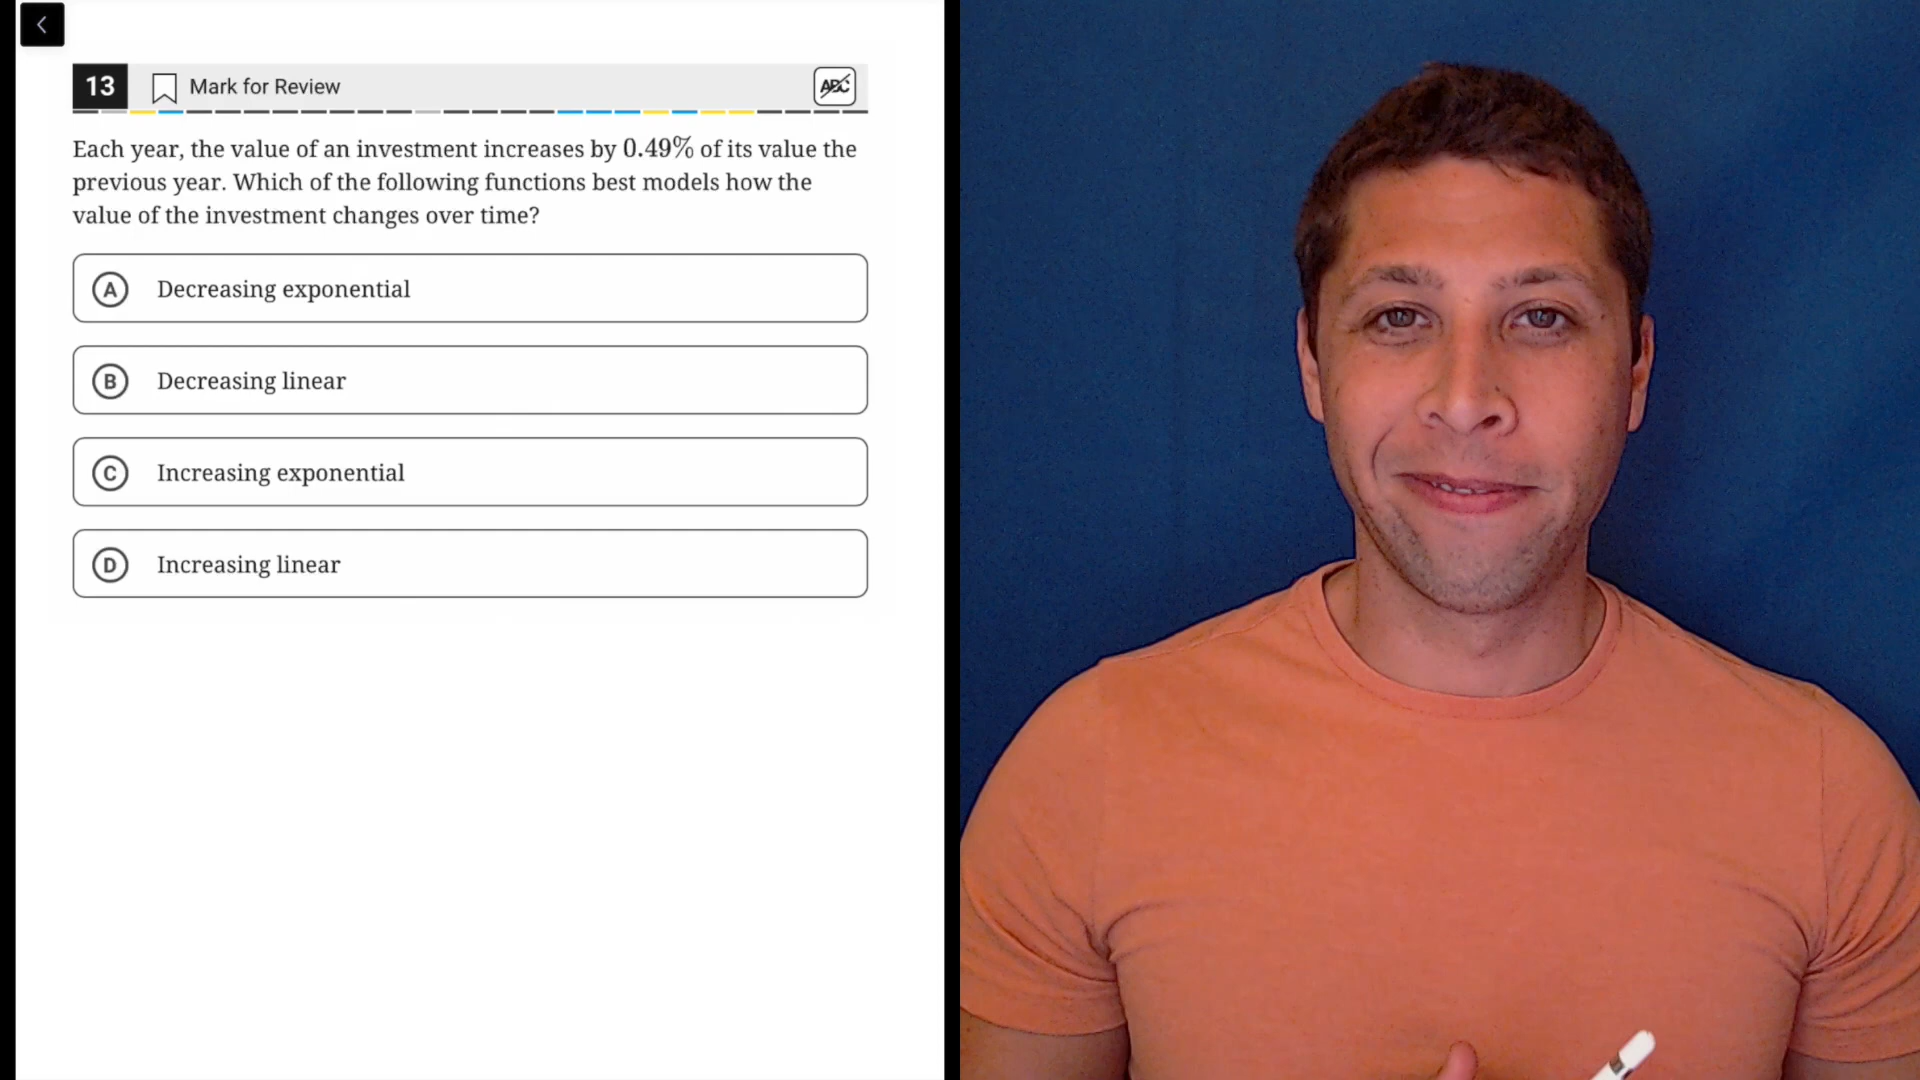 13 Mark for Review ABC
Each year, the value of an investment increases by 0.49% of its value the
previous year. Which of the following functions best models how the
value of the investment changes over time?
A Decreasing exponential
B Decreasing linear
C Increasing exponential
D Increasing linear